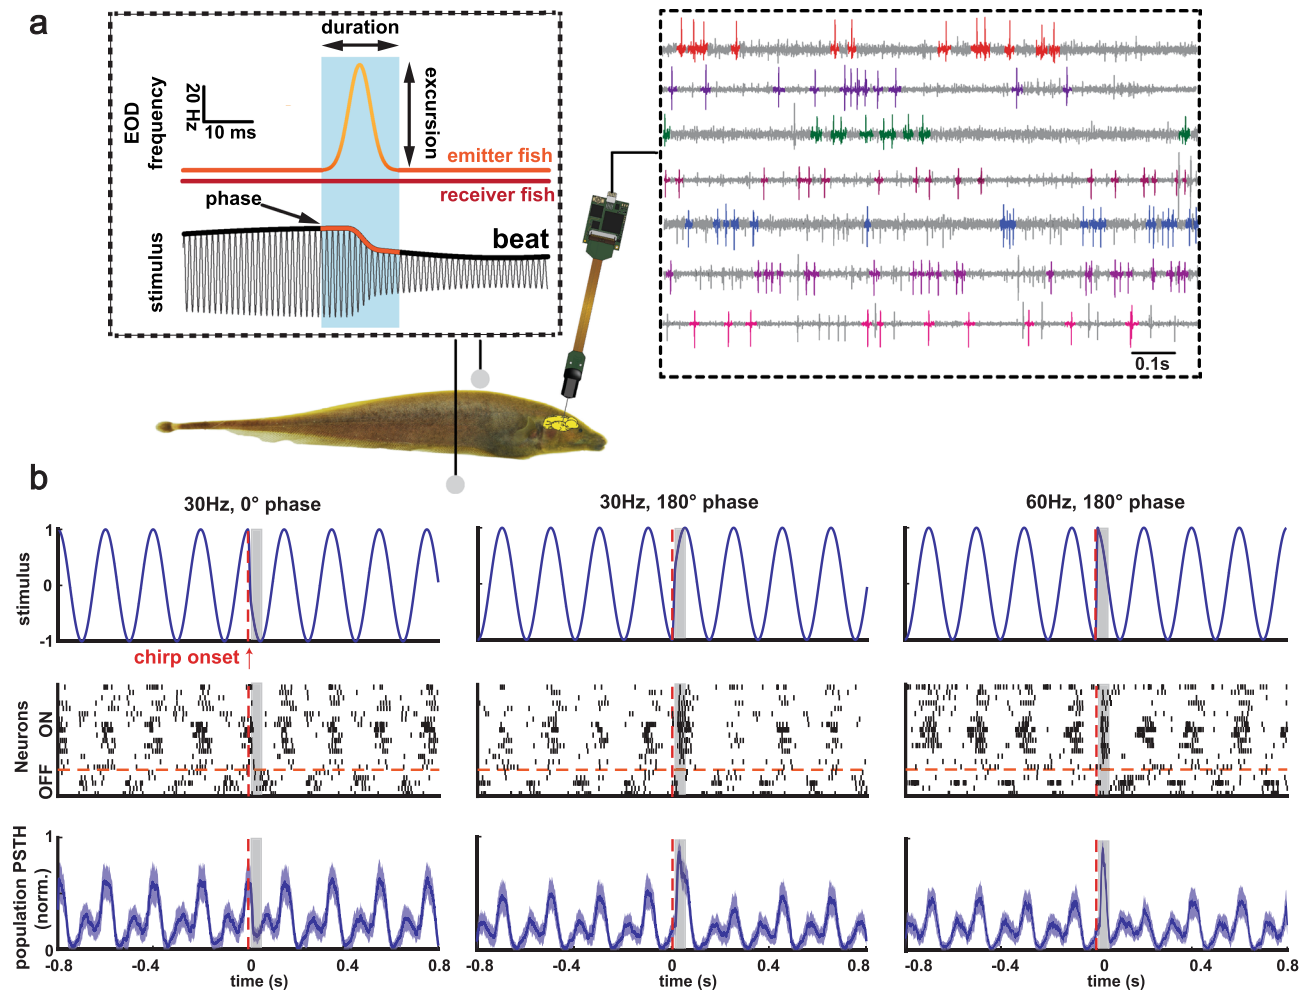 a
duration
EOD
frequency
20 Hz
10 ms
excursion
emitter fish
receiver fish
phase
beat
stimulus
0.1s
b
30Hz, 0° phase
30Hz, 180° phase
60Hz, 180° phase
stimulus
1
0
-1
chirp onset
Neurons
ON
OFF
population PSTH
(norm.)
1
0
-0.8
-0.4
0
0.4
0.8
time (s)
-0.8
-0.4
0
0.4
0.8
time (s)
-0.8
-0.4
0
0.4
0.8
time (s)